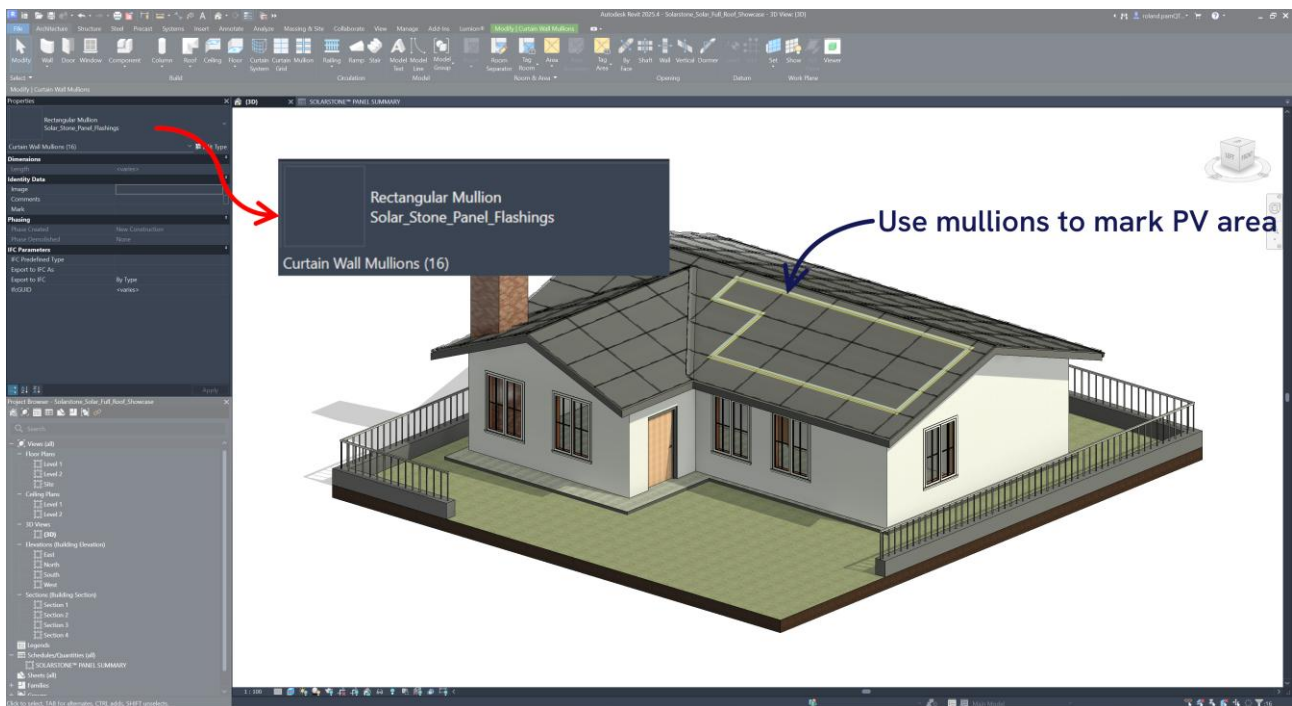 Autodesk Revit 2025.4 - Solarstone_Solar_Full_Roof_Showcase - 3D View: {3D}
File Architecture Structure Steel Precast Systems Insert Annotate Analyze Massing & Site Collaborate View Manage Add-Ins Lumion® Modify | Curtain Wall Mullions
Modify Wall Door Window Component Column Roof Ceiling Floor Curtain System Curtain Grid Mullion Railing Ramp Stair Model Text Model Line Model Group Room Room Separator Tag Room Area Tag Area By Face Shaft Wall Vertical Dormer Set Show Viewer
Select Build Circulation Model Room & Area Opening Datum Work Plane
Modify | Curtain Wall Mullions
Properties
{3D}
SOLARSTONE™ PANEL SUMMARY
Rectangular Mullion
Solar_Stone_Panel_Flashings
Curtain Wall Mullions (16)
Dimensions
Length <varies>
Identity Data
Image
Comments
Mark
Phasing
Phase Created New Construction
Phase Demolished None
IFC Parameters
IFC Predefined Type
Export to IFC As
Export to IFC By Type
IfcGUID <varies>
Apply
Rectangular Mullion
Solar_Stone_Panel_Flashings
Curtain Wall Mullions (16)
Use mullions to mark PV area
LEFT FRONT
Project Browser - Solarstone_Solar_Full_Roof_Showcase
Search
Views (all)
Floor Plans
Level 1
Level 2
Site
Ceiling Plans
Level 1
Level 2
3D Views
{3D}
Elevations (Building Elevation)
East
North
South
West
Sections (Building Section)
Section 1
Section 2
Section 3
Section 4
Legends
Schedules/Quantities (all)
SOLARSTONE™ PANEL SUMMARY
Sheets (all)
Families
Groups
1 : 100
Click to select, TAB for alternates, CTRL adds, SHIFT unselects.
Main Model
:16